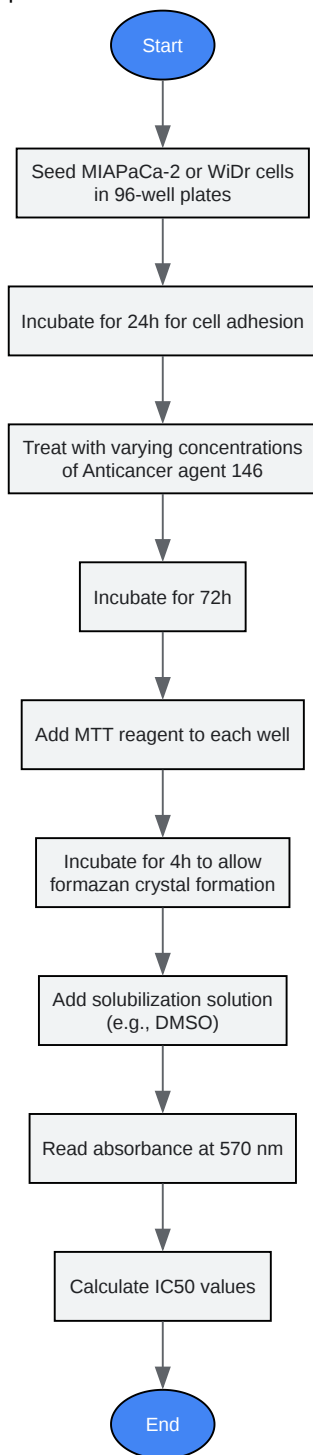 Start
Seed MIAPaCa-2 or WiDr cells
in 96-well plates
Incubate for 24h for cell adhesion
Treat with varying concentrations
of Anticancer agent 146
Incubate for 72h
Add MTT reagent to each well
Incubate for 4h to allow
formazan crystal formation
Add solubilization solution
(e.g., DMSO)
Read absorbance at 570 nm
Calculate IC50 values
End